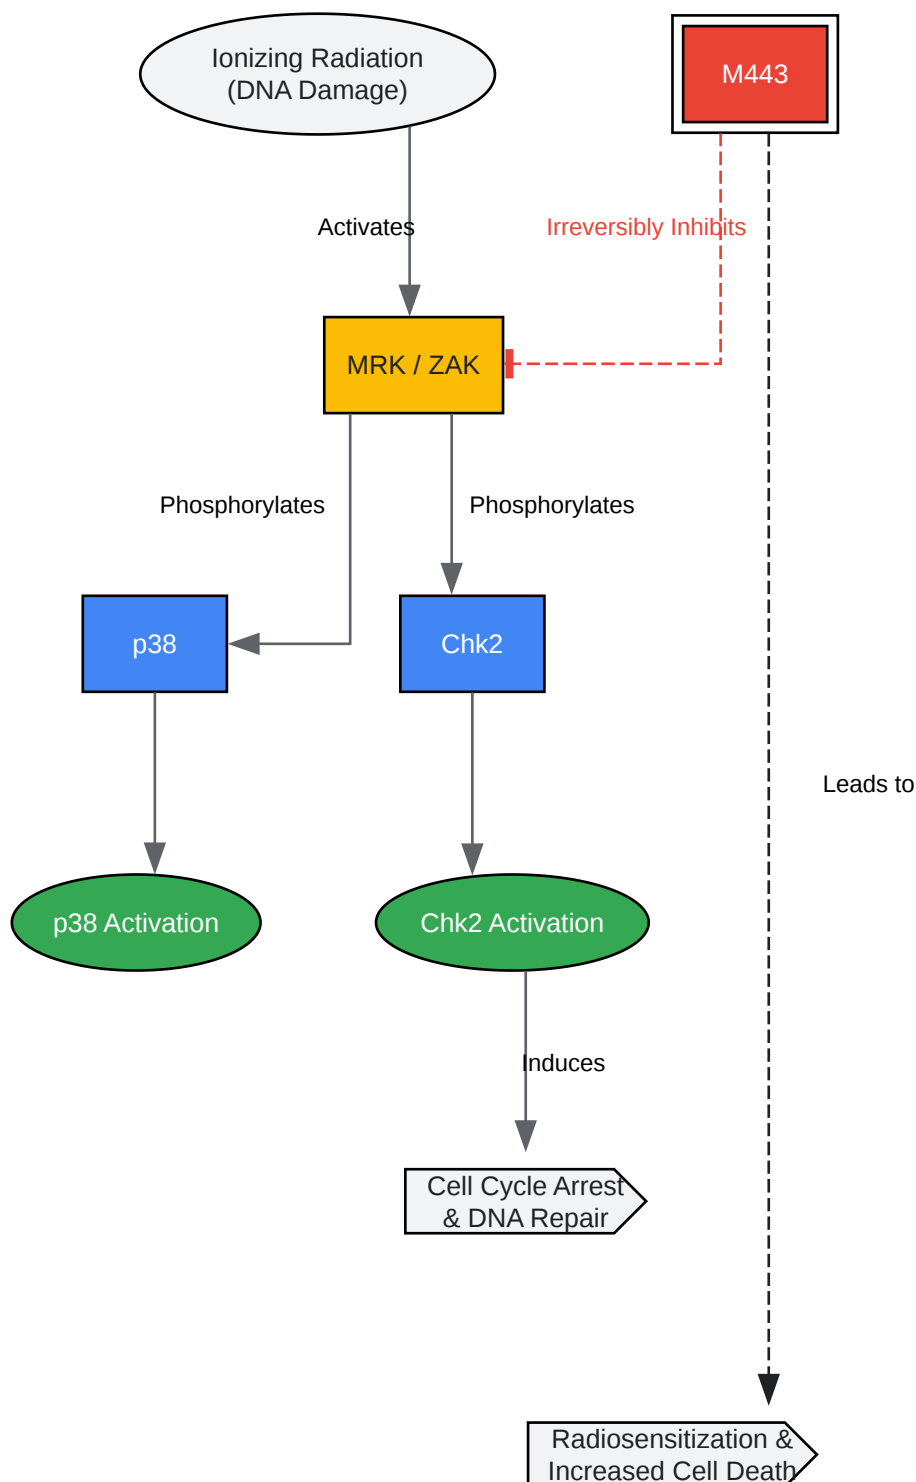 Ionizing Radiation
(DNA Damage)
M443
Activates
Irreversibly Inhibits
MRK / ZAK
Phosphorylates
Phosphorylates
p38
Chk2
Leads to
p38 Activation
Chk2 Activation
Induces
Cell Cycle Arrest
& DNA Repair
Radiosensitization &
Increased Cell Death